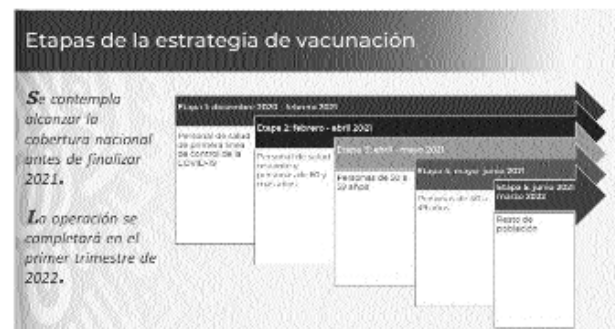 Etapas de la estrategia de vacunación
Se contempla
alcanzar la
cobertura nacional
antes de finalizar
2021.
La operación se
completará en el
primer trimestre de
2022.
Etapa 1: diciembre 2020 - febrero 2021
Personal de salud
de primera línea
de control de la
COVID-19
Etapa 2: febrero - abril 2021
Personal de salud
restante y
personas de 60 y
más años
Etapa 3: abril - mayo 2021
Personas de 50 a
59 años
Etapa 4: mayo-junio 2021
Personas de 40 a
49 años
Etapa 5: junio 2021
marzo 2022
Resto de
población